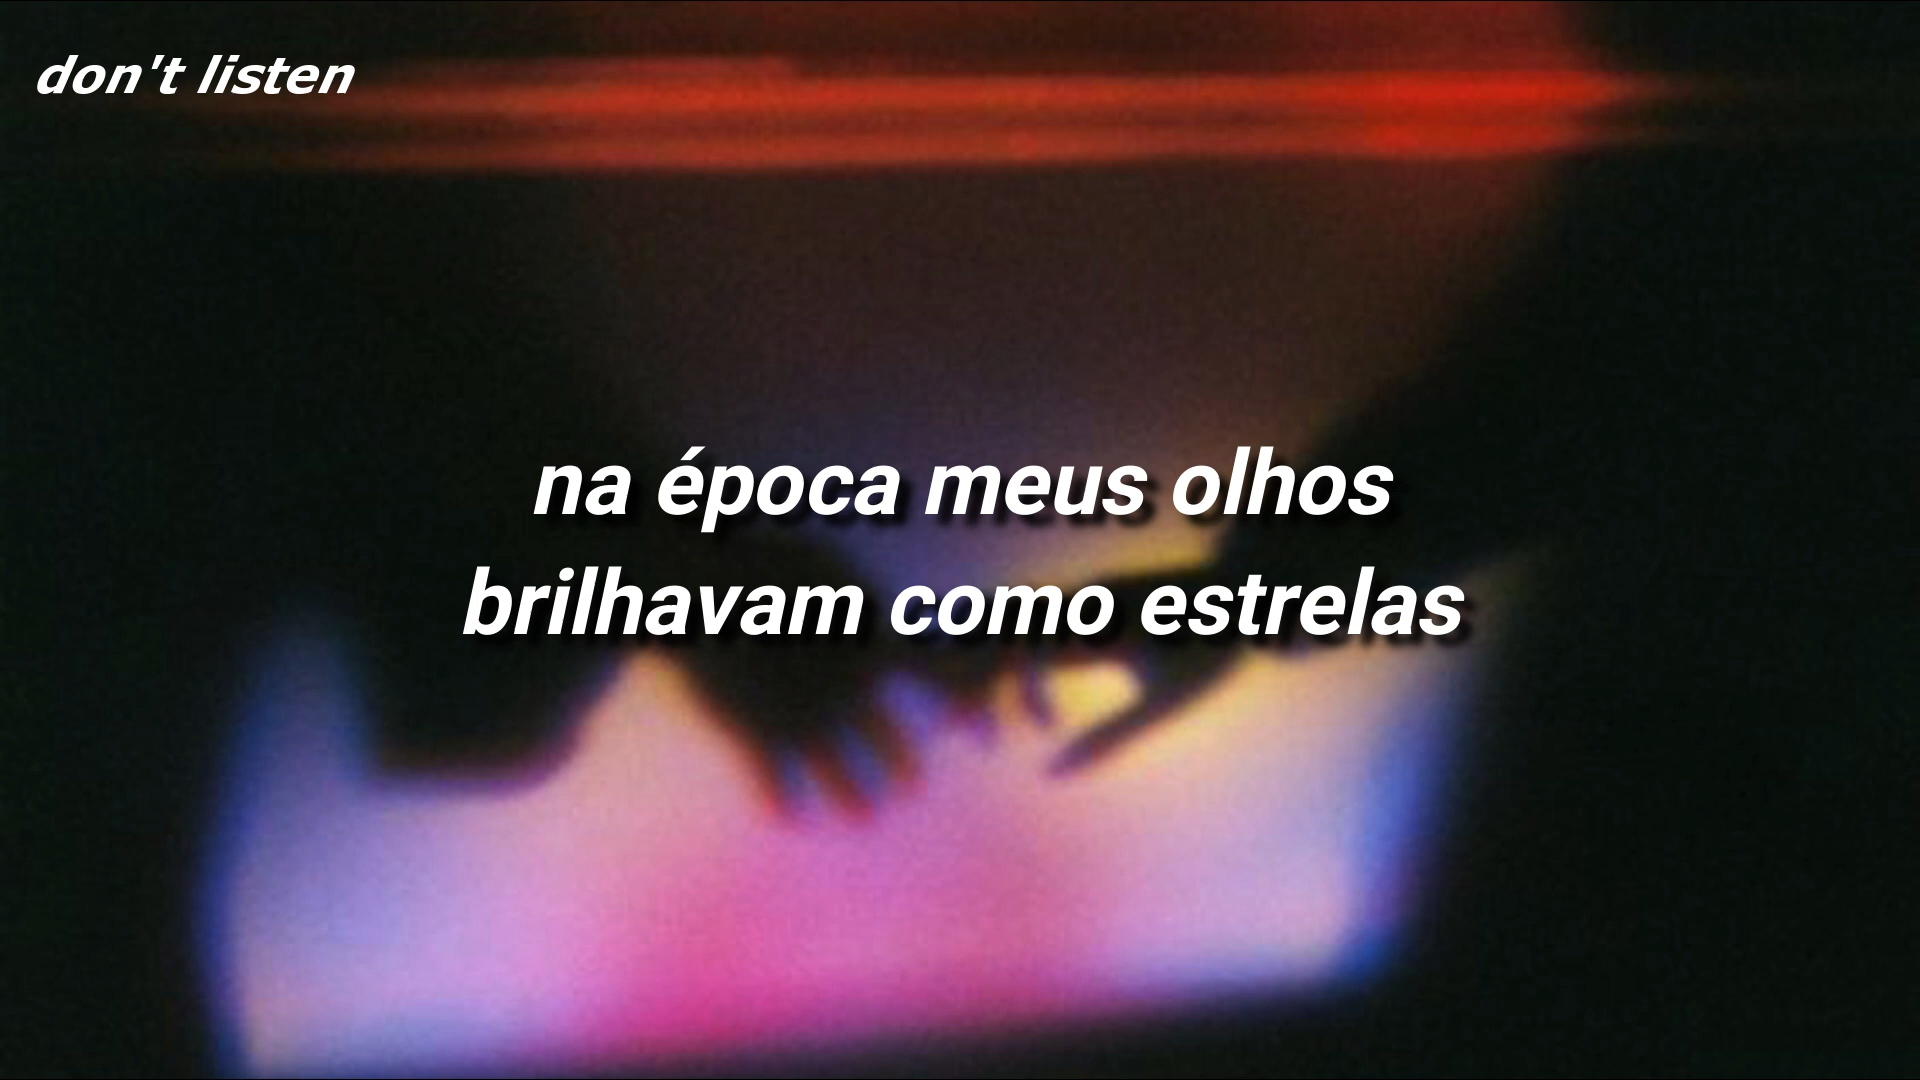 don't listen
na época meus olhos
brilhavam como estrelas